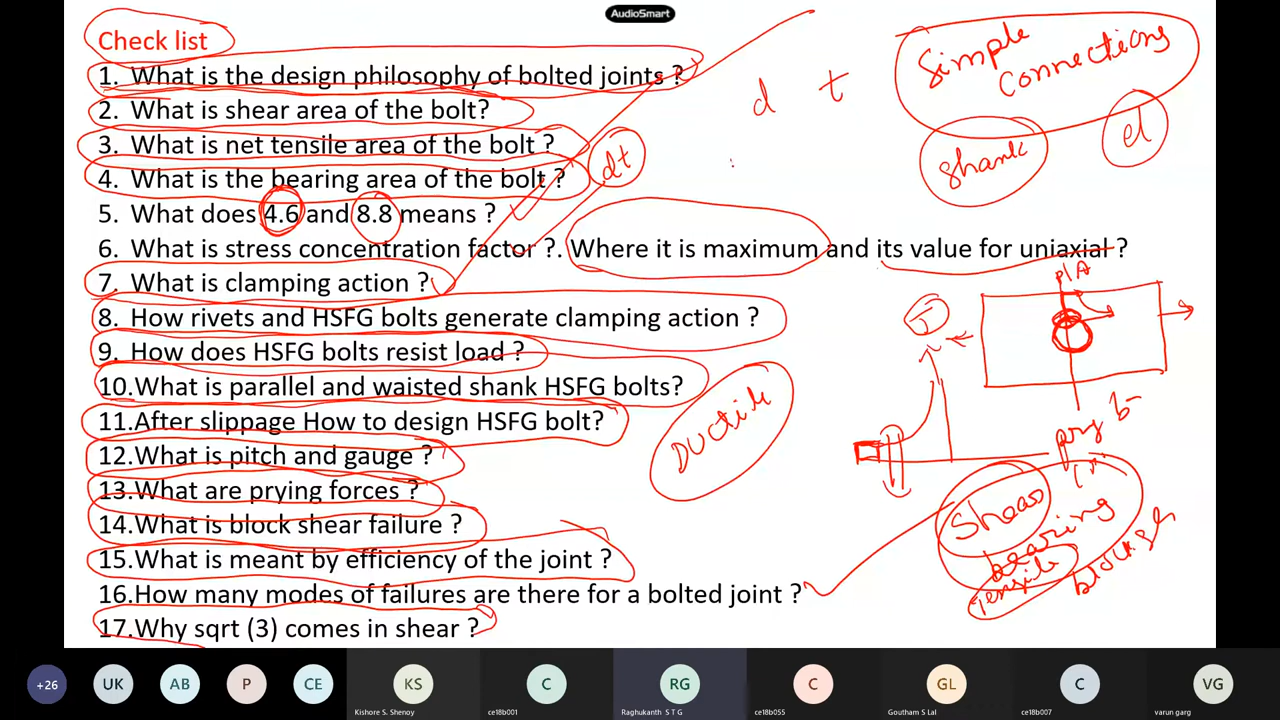 AudioSmart
Check list
1. What is the design philosophy of bolted joints ?
2. What is shear area of the bolt?
3. What is net tensile area of the bolt ?
4. What is the bearing area of the bolt ?
5. What does 4.6 and 8.8 means ?
6. What is stress concentration factor ?. Where it is maximum and its value for uniaxial ?
7. What is clamping action ?
8. How rivets and HSFG bolts generate clamping action ?
9. How does HSFG bolts resist load ?
10.What is parallel and waisted shank HSFG bolts?
11.After slippage How to design HSFG bolt?
12.What is pitch and gauge ?
13.What are prying forces ?
14.What is block shear failure ?
15.What is meant by efficiency of the joint ?
16.How many modes of failures are there for a bolted joint ?
17.Why sqrt (3) comes in shear ?
d t
Simple
Connections
shank
dt
P/A
Ductile
Shear
bearing
Tensile
+26 UK AB P CE KS C RG C GL C VG
Kishore S. Shenoy ce18b001 Raghukanth S T G ce18b055 Goutham S Lal ce18b007 varun garg